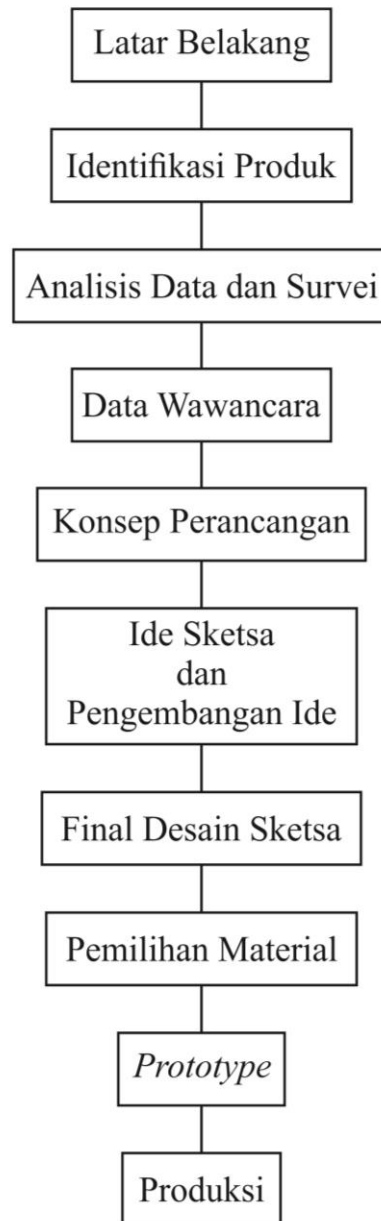 Latar Belakang
Identifikasi Produk
Analisis Data dan Survei
Data Wawancara
Konsep Perancangan
Ide Sketsa
dan
Pengembangan Ide
Final Desain Sketsa
Pemilihan Material
Prototype
Produksi